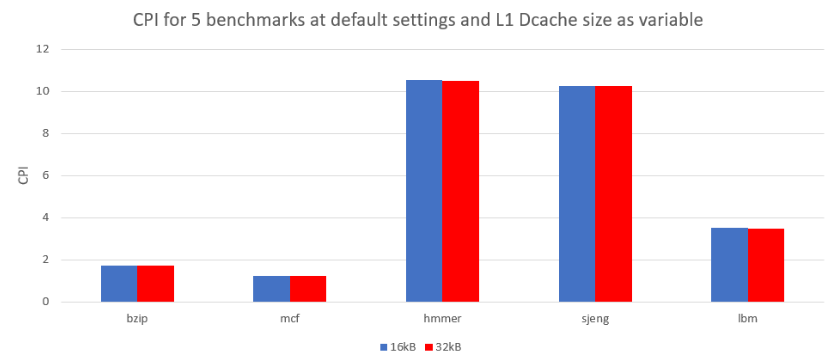 CPI for 5 benchmarks at default settings and L1 Dcache size as variable
12
10
8
6
4
2
0
CPI
bzip mcf hmmer sjeng lbm
16kB 32kB